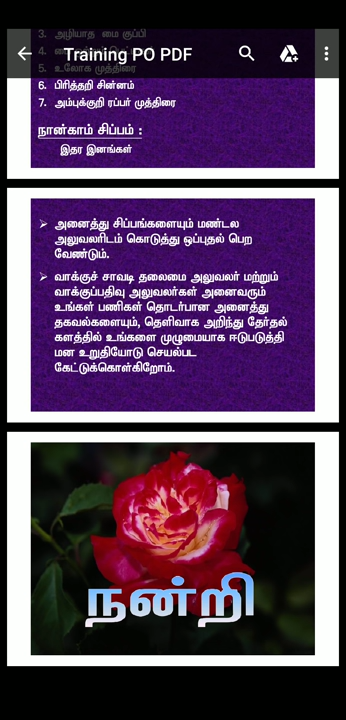 Training PO PDF
3. அழியாத மை குப்பி
4.
5. உலோக முத்திரை
6. பிரித்தறி சின்னம்
7. அம்புக்குறி ரப்பர் முத்திரை
நான்காம் சிப்பம் :
இதர இனங்கள்
➢ அனைத்து சிப்பங்களையும் மண்டல
அலுவலரிடம் கொடுத்து ஒப்புதல் பெற
வேண்டும்.
➢ வாக்குச் சாவடி தலைமை அலுவலர் மற்றும்
வாக்குப்பதிவு அலுவலர்கள் அனைவரும்
உங்கள் பணிகள் தொடர்பான அனைத்து
தகவல்களையும், தெளிவாக அறிந்து தேர்தல்
களத்தில் உங்களை முழுமையாக ஈடுபடுத்தி
மன உறுதியோடு செயல்பட
கேட்டுக்கொள்கிறோம்.
நன்றி